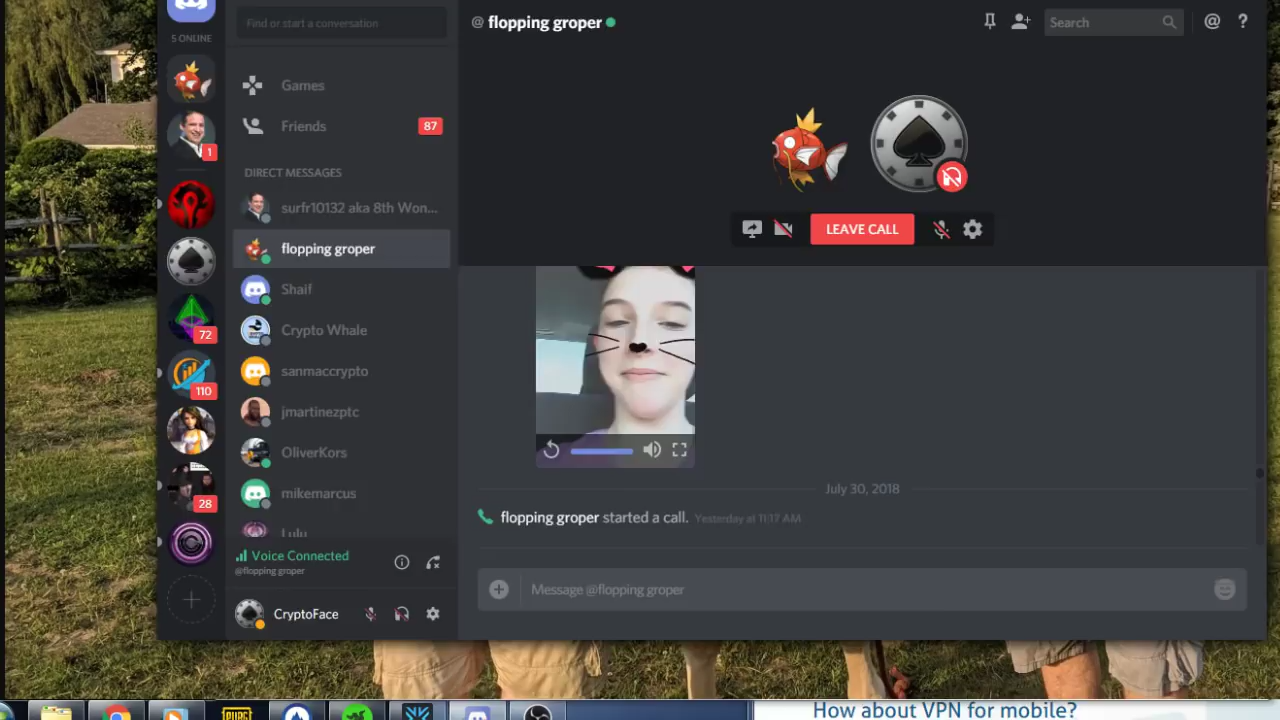 5 ONLINE
Find or start a conversation
@ flopping groper
Search
@
?
Games
Friends
87
1
DIRECT MESSAGES
surfr10132 aka 8th Won...
flopping groper
LEAVE CALL
Shaif
Crypto Whale
72
sanmaccrypto
110
jmartinezptc
OliverKors
mikemarcus
28
July 30, 2018
flopping groper started a call. Yesterday at 11:17 AM
Lulu
Voice Connected
@flopping groper
Message @flopping groper
CryptoFace
PUBG
How about VPN for mobile?